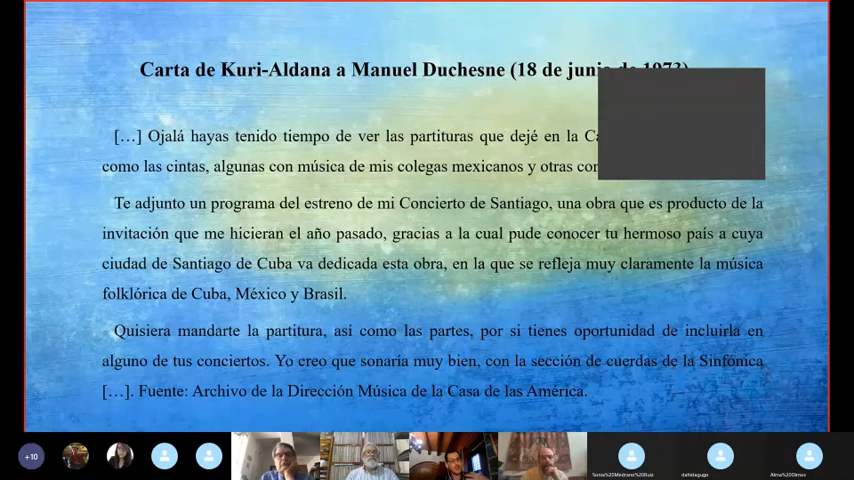 Carta de Kuri-Aldana a Manuel Duchesne (18 de junio de 1973)
[…] Ojalá hayas tenido tiempo de ver las partituras que dejé en la
como las cintas, algunas con música de mis colegas mexicanos y otras
Te adjunto un programa del estreno de mi Concierto de Santiago, una obra que es producto de la
invitación que me hicieran el año pasado, gracias a la cual pude conocer tu hermoso país a cuya
ciudad de Santiago de Cuba va dedicada esta obra, en la que se refleja muy claramente la música
folklórica de Cuba, México y Brasil.
Quisiera mandarte la partitura, así como las partes, por si tienes oportunidad de incluirla en
alguno de tus conciertos. Yo creo que sonaría muy bien, con la sección de cuerdas de la Sinfónica
[…]. Fuente: Archivo de la Dirección Música de la Casa de las América.
+10
Sonia%20Medrano%20Ruiz
Alma%20Dimes